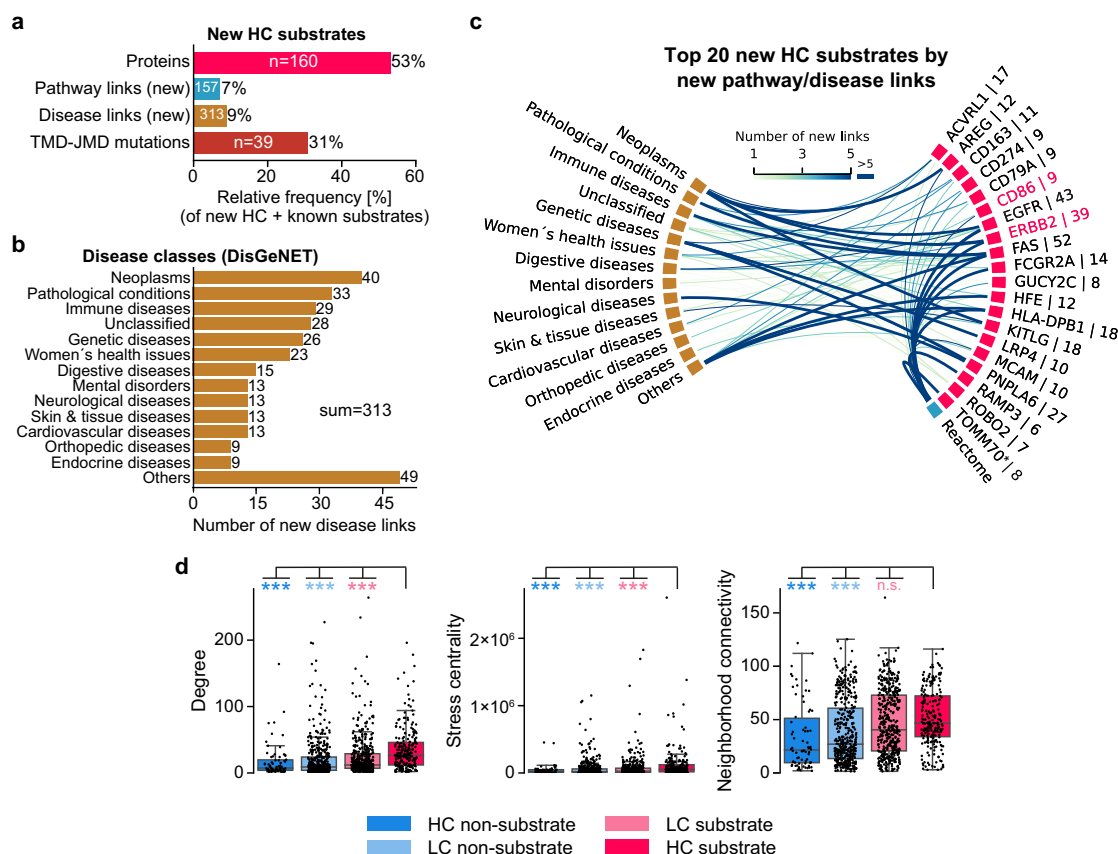 a
New HC substrates
Proteins
n=160
53%
Pathway links (new)
157
7%
Disease links (new)
313
9%
TMD-JMD mutations
n=39
31%
0 20 40 60
Relative frequency [%]
(of new HC + known substrates)
b
Disease classes (DisGeNET)
Neoplasms 40
Pathological conditions 33
Immune diseases 29
Unclassified 28
Genetic diseases 26
Women´s health issues 23
Digestive diseases 15
Mental disorders 13
Neurological diseases 13
Skin & tissue diseases 13
Cardiovascular diseases 13
Orthopedic diseases 9
Endocrine diseases 9
Others 49
sum=313
0 15 30 45
Number of new disease links
c
Top 20 new HC substrates by
new pathway/disease links
Number of new links
1 3 5 >5
Neoplasms
Pathological conditions
Immune diseases
Unclassified
Genetic diseases
Women´s health issues
Digestive diseases
Mental disorders
Neurological diseases
Skin & tissue diseases
Cardiovascular diseases
Orthopedic diseases
Endocrine diseases
Others
ACVRL1 | 17
AREG | 12
CD163 | 11
CD274 | 9
CD79A | 9
CD86 | 9
EGFR | 43
ERBB2 | 39
FAS | 52
FCGR2A | 14
GUCY2C | 8
HFE | 12
HLA-DPB1 | 18
KITLG | 18
LRP4 | 10
MCAM | 10
PNPLA6 | 27
RAMP3 | 6
ROBO2 | 7
TOMM70* | 8
Reactome
d
*** *** ***
Degree
200
100
0
*** *** ***
Stress centrality
2×10⁶
1×10⁶
0
*** *** n.s.
Neighborhood connectivity
150
100
50
0
HC non-substrate
LC non-substrate
LC substrate
HC substrate